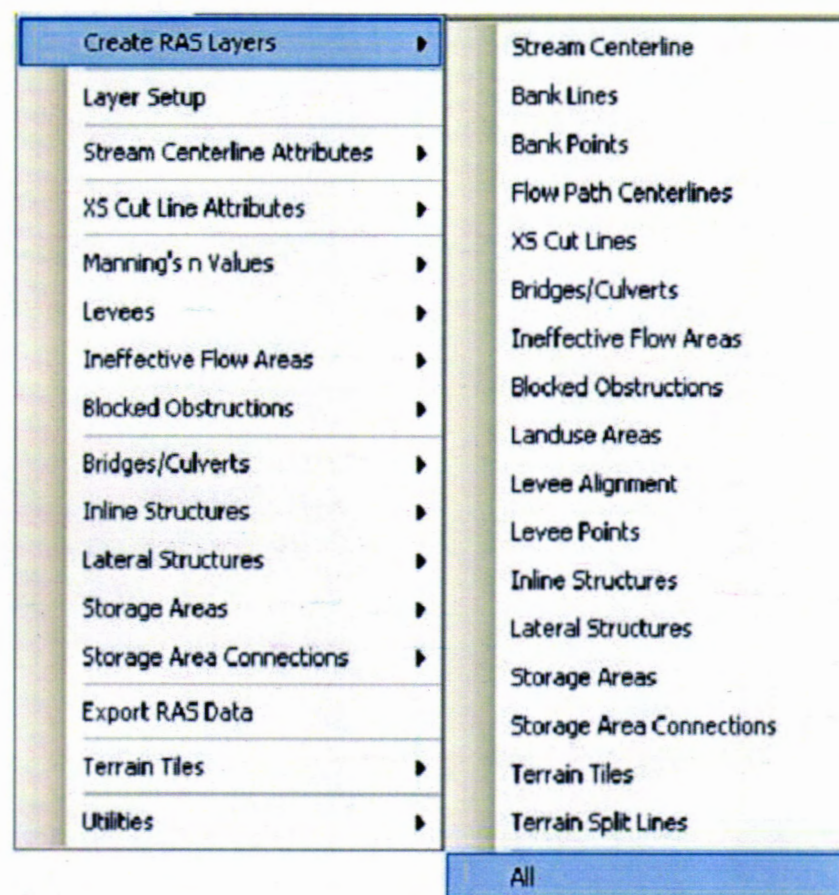 Create RAS Layers
Layer Setup
Stream Centerline Attributes
XS Cut Line Attributes
Manning's n Values
Levees
Ineffective Flow Areas
Blocked Obstructions
Bridges/Culverts
Inline Structures
Lateral Structures
Storage Areas
Storage Area Connections
Export RAS Data
Terrain Tiles
Utilities
Stream Centerline
Bank Lines
Bank Points
Flow Path Centerlines
XS Cut Lines
Bridges/Culverts
Ineffective Flow Areas
Blocked Obstructions
Landuse Areas
Levee Alignment
Levee Points
Inline Structures
Lateral Structures
Storage Areas
Storage Area Connections
Terrain Tiles
Terrain Split Lines
All